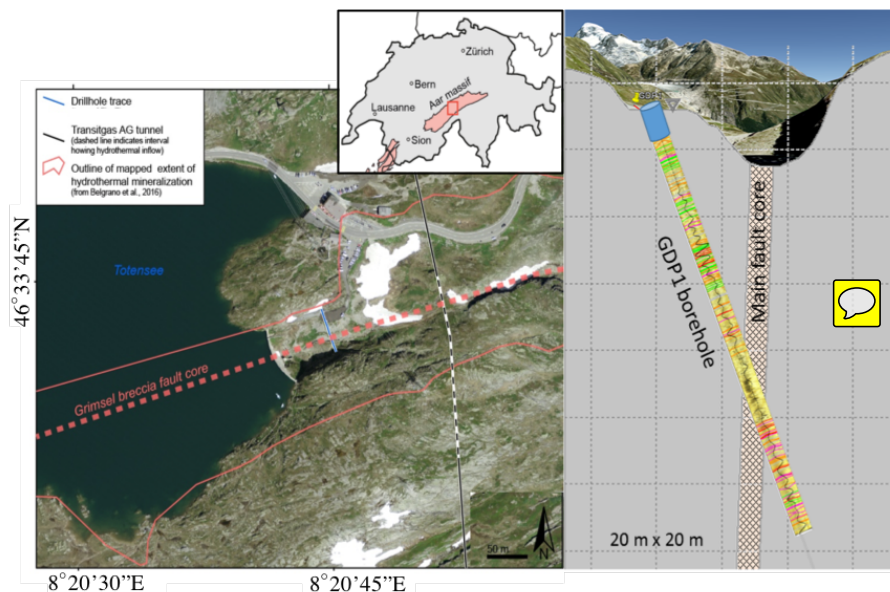 Drillhole trace
Transitgas AG tunnel
(dashed line indicates interval
howing hydrothermal inflow)
Outline of mapped extent of
hydrothermal mineralization
(from Belgrano et al., 2016)
Zürich
Bern
Aar massif
Lausanne
Sion
46°33'45"N
Totensee
Grimsel breccia fault core
50 m
N
8°20'30"E
8°20'45"E
GDP1 borehole
Main fault core
20 m x 20 m